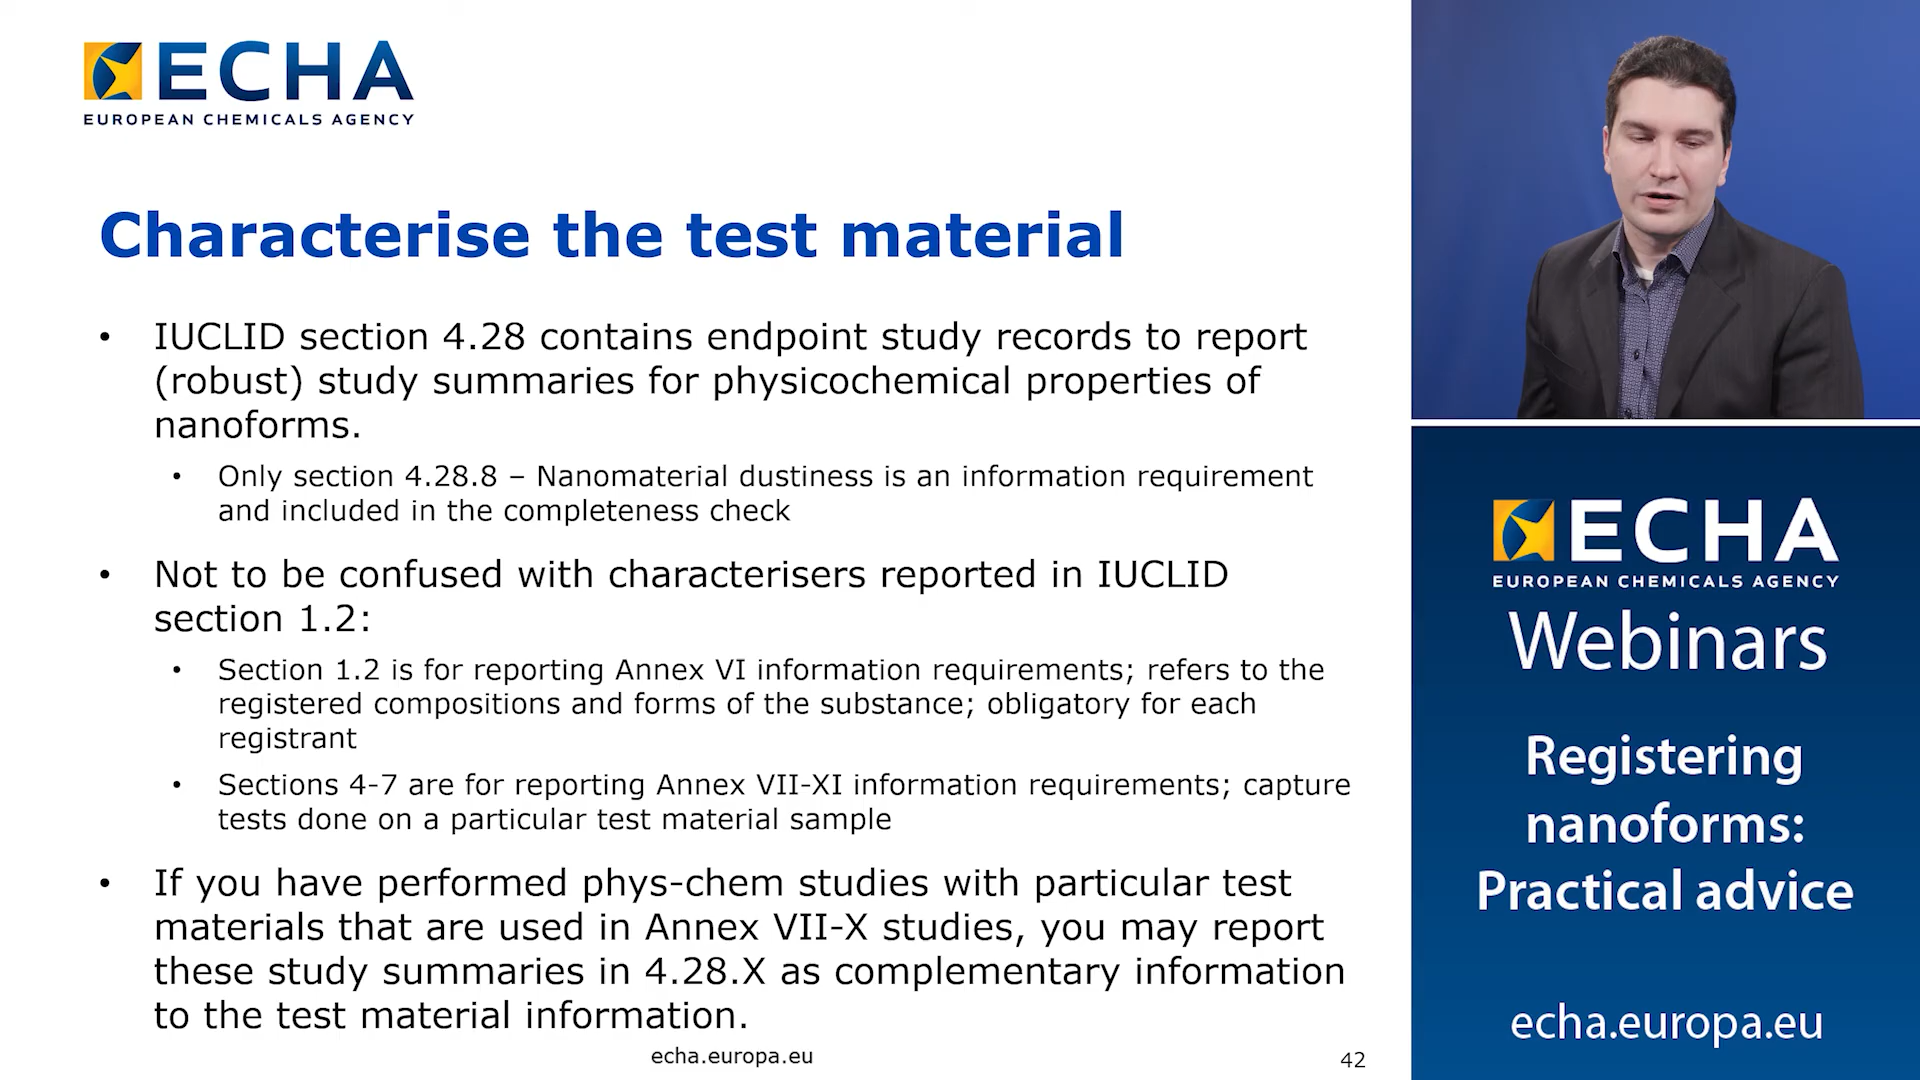 ECHA
EUROPEAN CHEMICALS AGENCY
Characterise the test material
• IUCLID section 4.28 contains endpoint study records to report
(robust) study summaries for physicochemical properties of
nanoforms.
• Only section 4.28.8 – Nanomaterial dustiness is an information requirement
and included in the completeness check
• Not to be confused with characterisers reported in IUCLID
section 1.2:
• Section 1.2 is for reporting Annex VI information requirements; refers to the
registered compositions and forms of the substance; obligatory for each
registrant
• Sections 4-7 are for reporting Annex VII-XI information requirements; capture
tests done on a particular test material sample
• If you have performed phys-chem studies with particular test
materials that are used in Annex VII-X studies, you may report
these study summaries in 4.28.X as complementary information
to the test material information.
echa.europa.eu
42
ECHA
EUROPEAN CHEMICALS AGENCY
Webinars
Registering
nanoforms:
Practical advice
echa.europa.eu